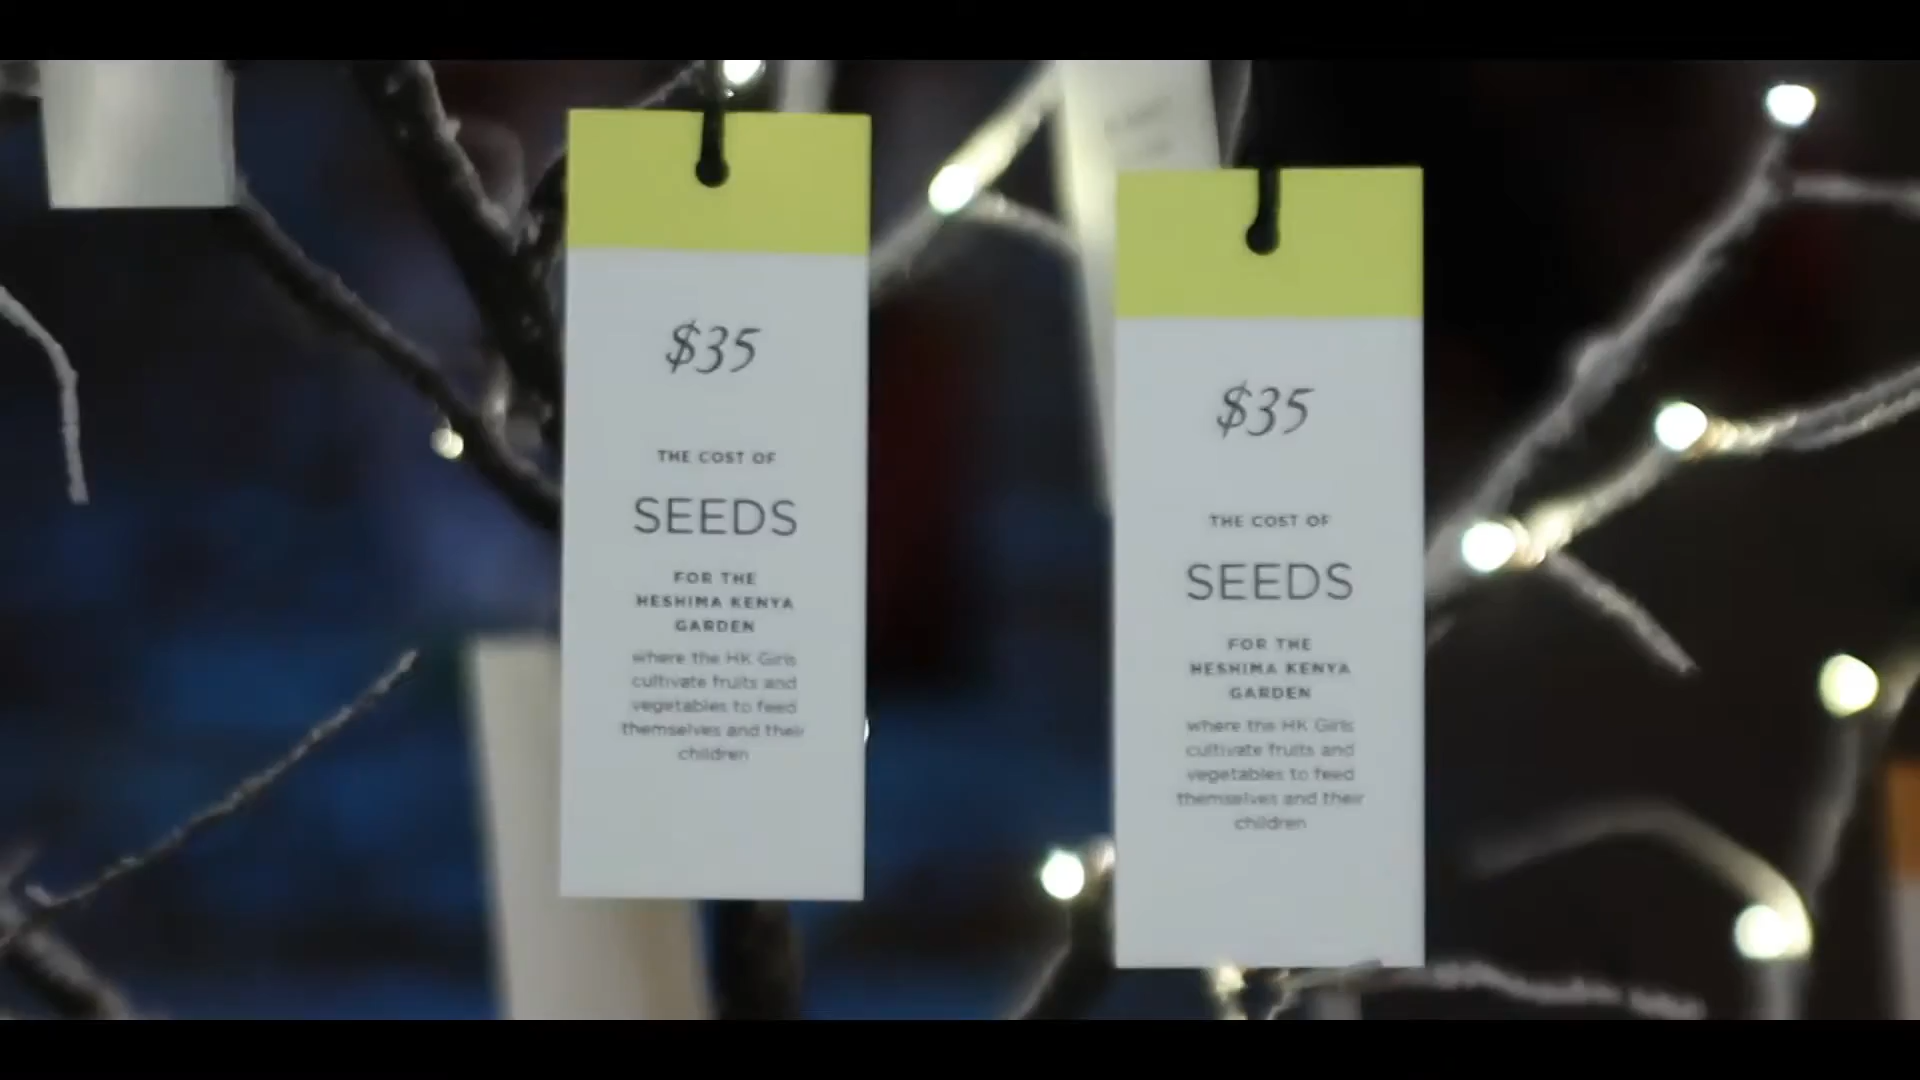 $35
THE COST OF
SEEDS
FOR THE
HESHIMA KENYA
GARDEN
where the HK Girls
cultivate fruits and
vegetables to feed
themselves and their
children
$35
THE COST OF
SEEDS
FOR THE
HESHIMA KENYA
GARDEN
where the HK Girls
cultivate fruits and
vegetables to feed
themselves and their
children